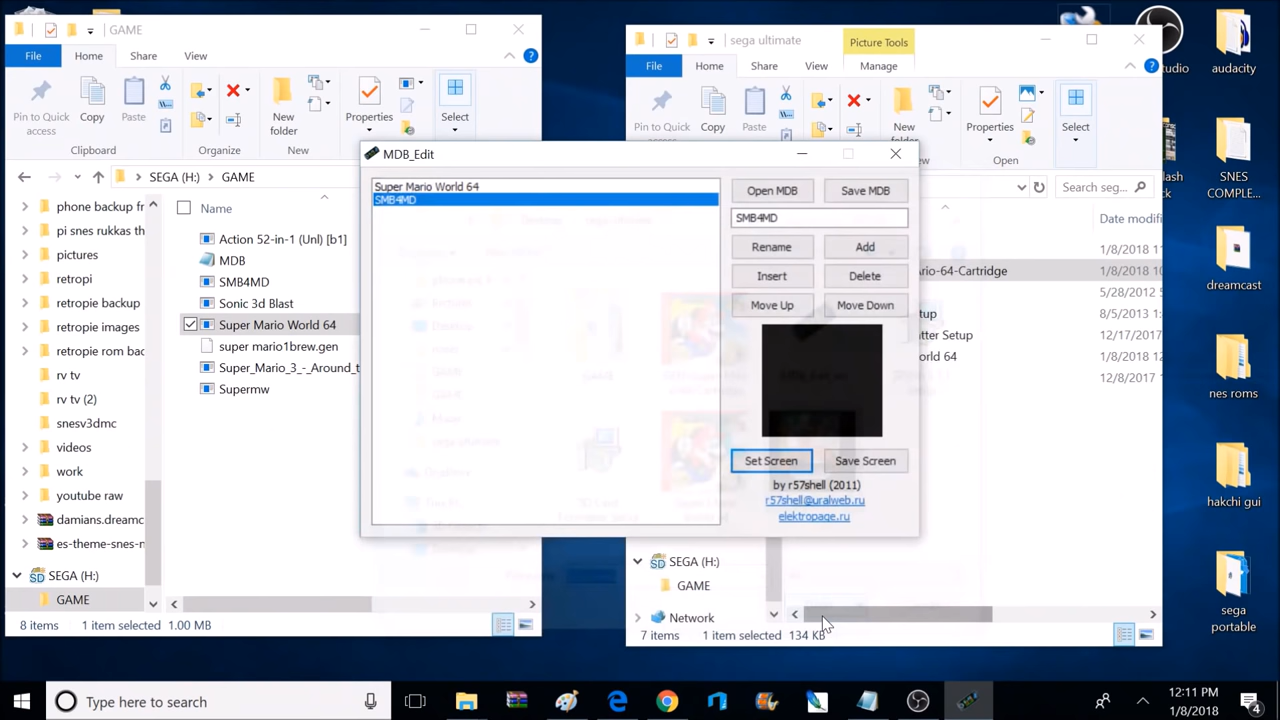 GAME
File
Home
Share
View
Pin to Quick access
Copy
Paste
Clipboard
Organize
New folder
New
Properties
Select
SEGA (H:)
GAME
phone backup f
pi snes rukkas th
pictures
retropi
retropie backup
retropie images
retropie rom bac
rv tv
rv tv (2)
snesv3dmc
videos
work
youtube raw
damians.dreamc
es-theme-snes-n
SEGA (H:)
GAME
Name
Action 52-in-1 (Unl) [b1]
MDB
SMB4MD
Sonic 3d Blast
Super Mario World 64
super mario1brew.gen
Super_Mario_3_-_Around_t
Supermw
8 items
1 item selected
1.00 MB
MDB_Edit
Super Mario World 64
SMB4MD
Open MDB
Save MDB
SMB4MD
Rename
Add
Insert
Delete
Move Up
Move Down
Set Screen
Save Screen
by r57shell (2011)
r57shell@uralweb.ru
elektropage.ru
sega ultimate
Picture Tools
File
Home
Share
View
Manage
Pin to Quick
Copy
Paste
New
Properties
Select
Open
Search seg...
Date modifi
1/8/2018 11
rio-64-Cartridge
1/8/2018 10
5/28/2012
tup
8/5/2013 1
tter Setup
12/17/2017
orld 64
1/8/2018 12
12/8/2017
SEGA (H:)
GAME
Network
7 items
1 item selected
134 KB
tudio
audacity
lash
ck
SNES COMPLE...
dreamcast
nes roms
hakchi gui
sega portable
Type here to search
12:11 PM
1/8/2018
4